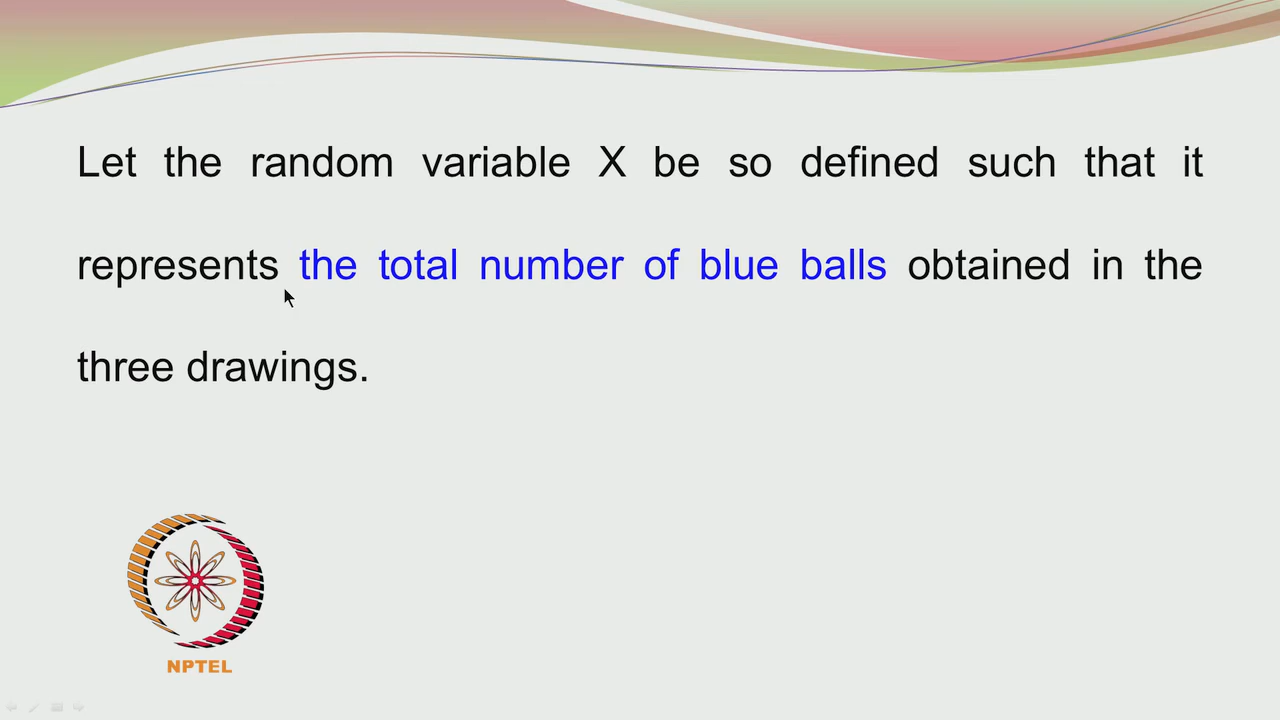 Let the random variable X be so defined such that it
represents the total number of blue balls obtained in the
three drawings.
NPTEL